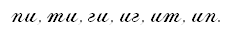 пи, ти, ги, иг, ит, ип.